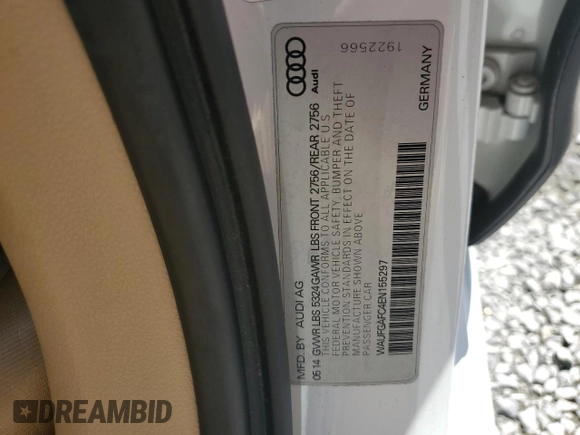 1922566
Audi
MFD. BY AUDI AG
05 14 GVWR LBS 5324 GAWR LBS FRONT 2756/REAR 2756
THIS VEHICLE CONFORMS TO ALL APPLICABLE U.S
FEDERAL MOTOR VEHICLE SAFETY, BUMPER AND THEFT
PREVENTION STANDARDS IN EFFECT ON THE DATE OF
MANUFACTURE SHOWN ABOVE
PASSENGER CAR
WAUFGAFC4EN155297
GERMANY
DREAMBID